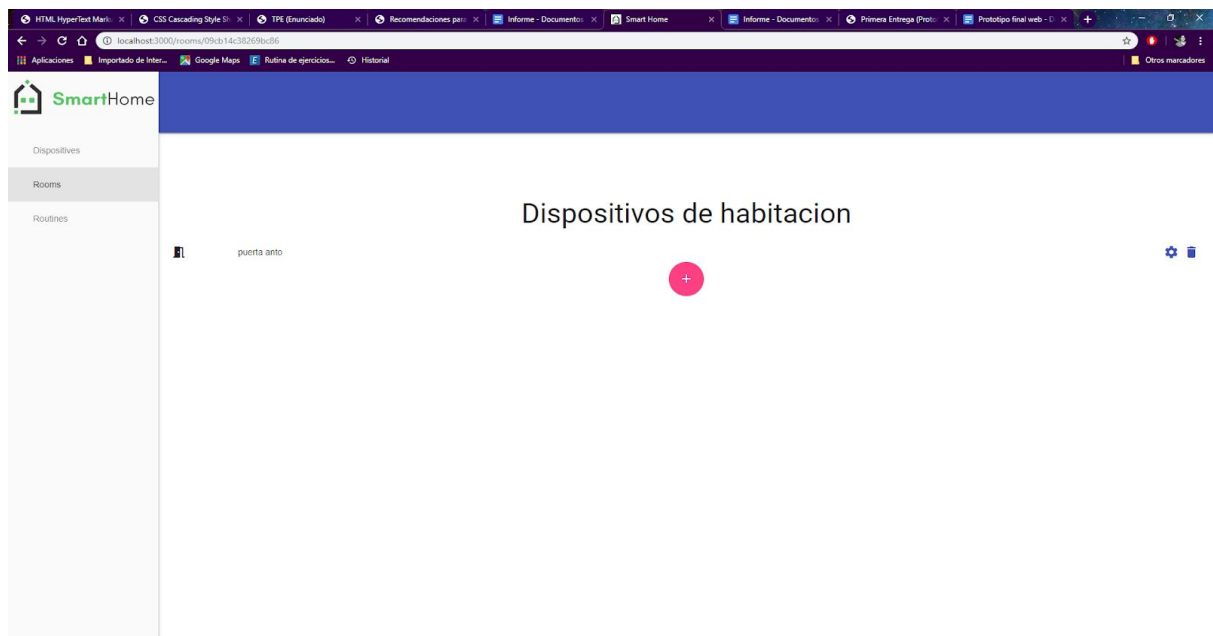 HTML HyperText Mark
CSS Cascading Style Sh
TPE (Enunciado)
Recomendaciones para
Informe - Documentos
Smart Home
Informe - Documentos
Primera Entrega (Proto
Prototipo final web - D
localhost:3000/rooms/09cb14c38269bc86
Aplicaciones
Importado de Inter...
Google Maps
Rutina de ejercicios...
Historial
Otros marcadores
SmartHome
Dispositives
Rooms
Routines
Dispositivos de habitacion
puerta anto
+